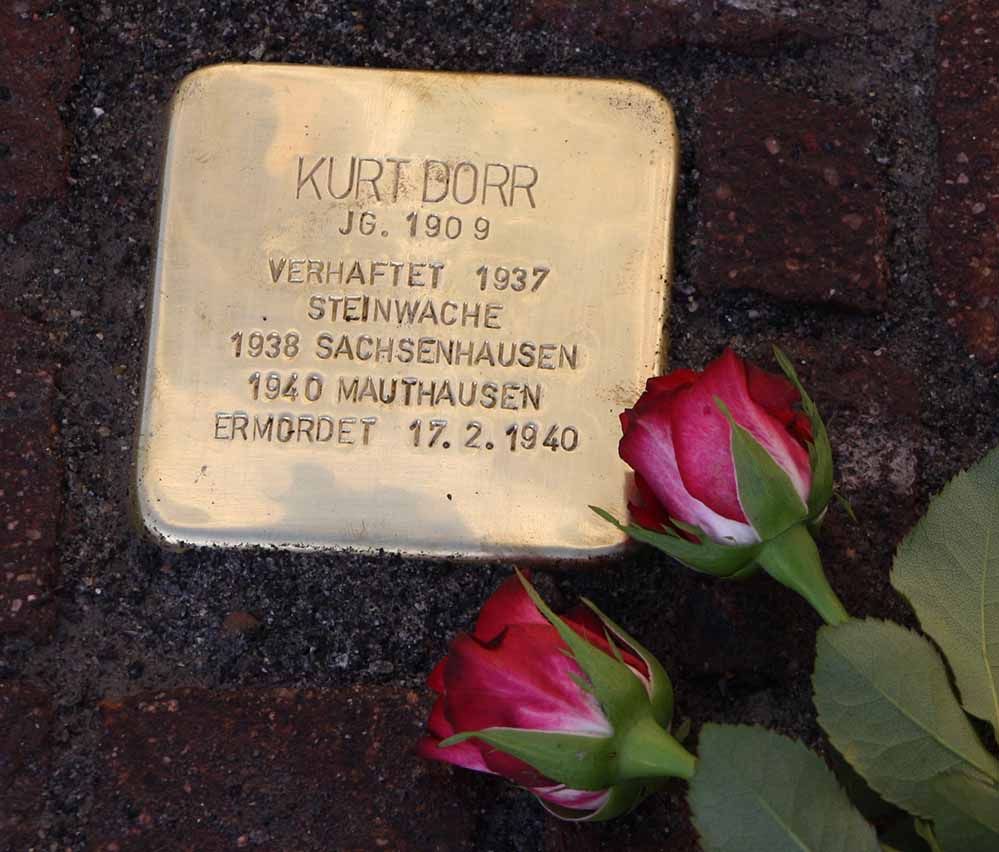 KURT DORR
JG. 1909
VERHAFTET 1937
STEINWACHE
1938 SACHSENHAUSEN
1940 MAUTHAUSEN
ERMORDET 17.2.1940